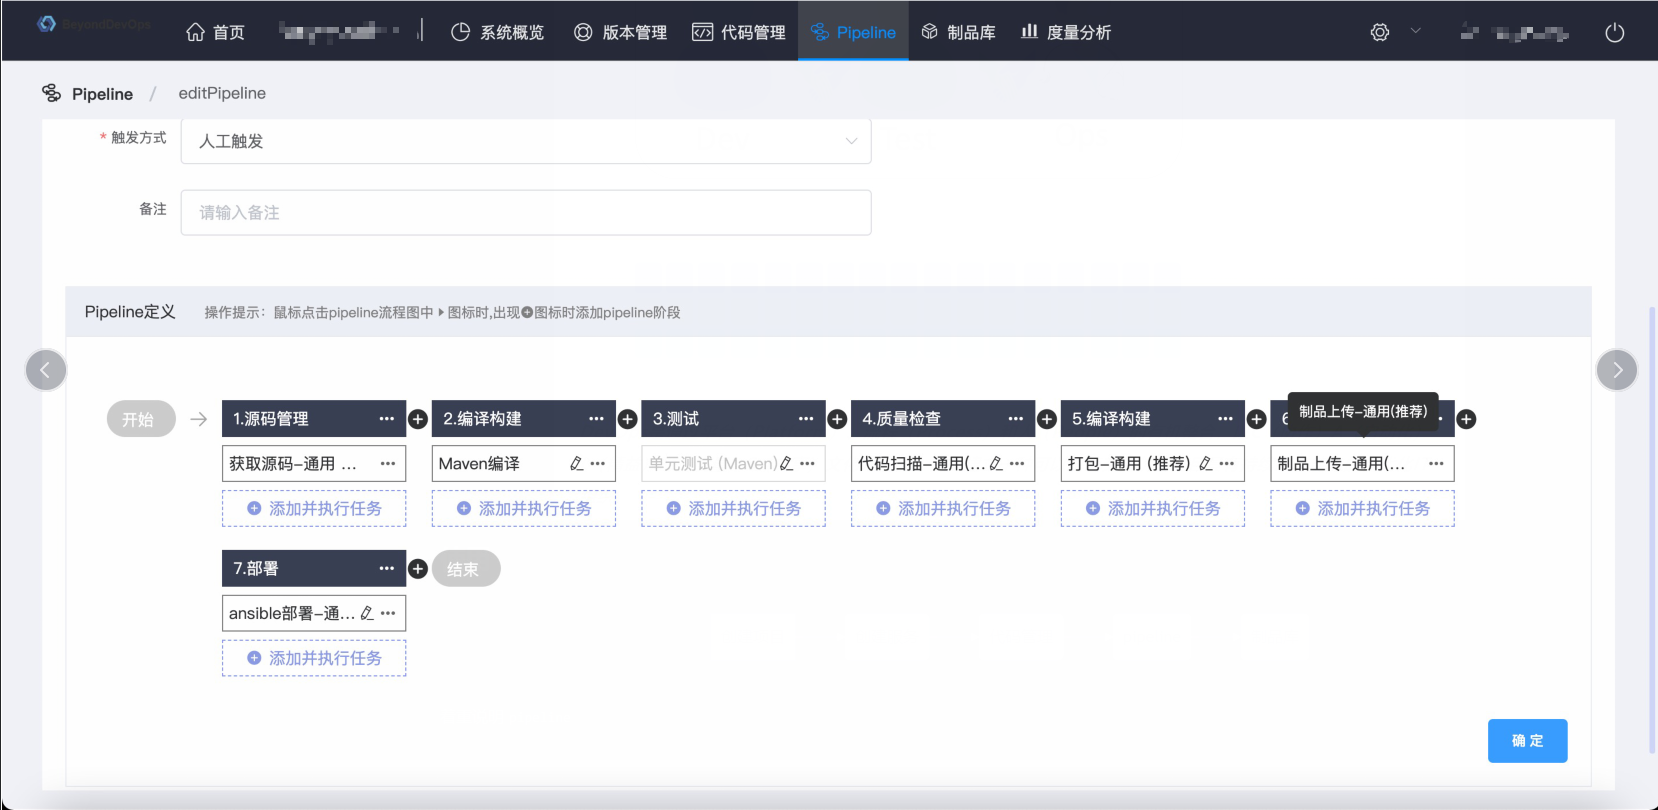 BeyondDevOps
首页
系统概览
版本管理
代码管理
Pipeline
制品库
度量分析
Pipeline / editPipeline
* 触发方式
人工触发
备注
请输入备注
Pipeline定义
操作提示：鼠标点击pipeline流程图中图标时,出现图标时添加pipeline阶段
开始
1.源码管理
2.编译构建
3.测试
4.质量检查
5.编译构建
6
制品上传-通用(推荐)
获取源码-通用 ...
Maven编译
单元测试 (Maven)
代码扫描-通用(...
打包-通用 (推荐)
制品上传-通用(...
添加并执行任务
添加并执行任务
添加并执行任务
添加并执行任务
添加并执行任务
添加并执行任务
7.部署
结束
ansible部署-通...
添加并执行任务
确 定